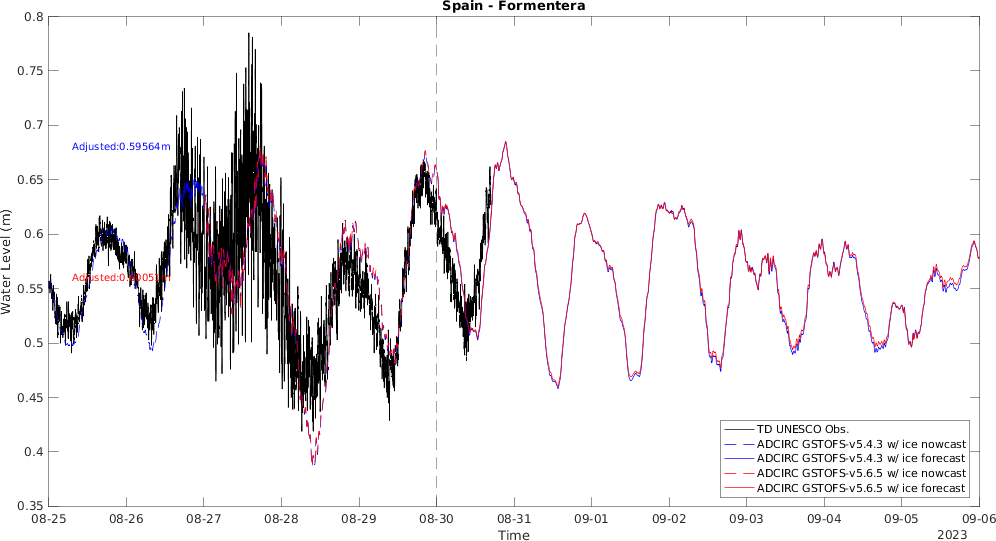 Spain - Formentera
0.8
0.75
0.7
0.65
0.6
0.55
0.5
0.45
0.4
0.35
Water Level (m)
Adjusted:0.59564m
TD UNESCO Obs.
ADCIRC GSTOFS-v5.4.3 w/ ice nowcast
ADCIRC GSTOFS-v5.4.3 w/ ice forecast
ADCIRC GSTOFS-v5.6.5 w/ ice nowcast
ADCIRC GSTOFS-v5.6.5 w/ ice forecast
08-25 08-26 08-27 08-28 08-29 08-30 08-31 09-01 09-02 09-03 09-04 09-05 09-06
Time
2023